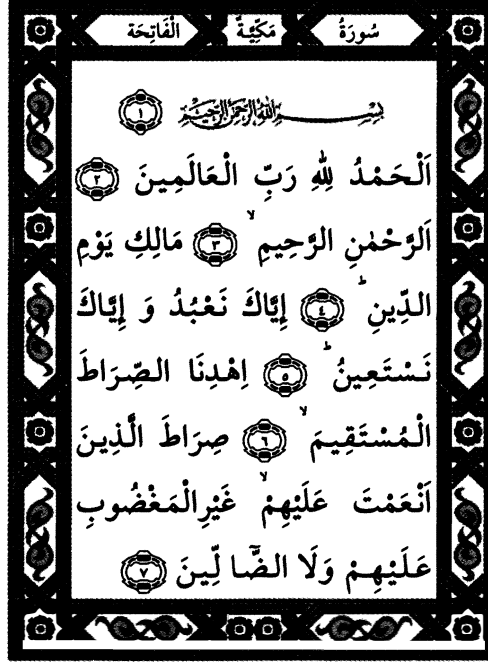 سُورَةُ مَكِّيَّةٌ الْفَاتِحَة
بِسْمِ اللهِ الرَّحْمٰنِ الرَّحِيمِ ١
اَلْحَمْدُ لِلّٰهِ رَبِّ الْعَالَمِينَ ٢
اَلرَّحْمٰنِ الرَّحِيمِ ۙ ٣ مَالِكِ يَوْمِ
الدِّينِ ۗ ٤ إِيَّاكَ نَعْبُدُ وَ إِيَّاكَ
نَسْتَعِينُ ۗ ٥ اِهْدِنَا الصِّرَاطَ
الْمُسْتَقِيمَ ۙ ٦ صِرَاطَ الَّذِينَ
اَنْعَمْتَ عَلَيْهِمْ ۙ غَيْرِ الْمَغْضُوبِ
عَلَيْهِمْ وَلَا الضَّٓا لِّينَ ٧